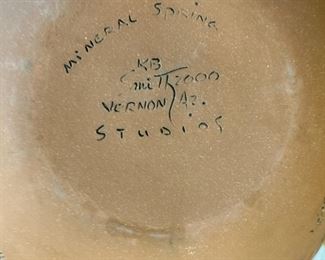 MINERAL SPRING
KB
Smith 2000
VERNON, AZ.
STUDIOS